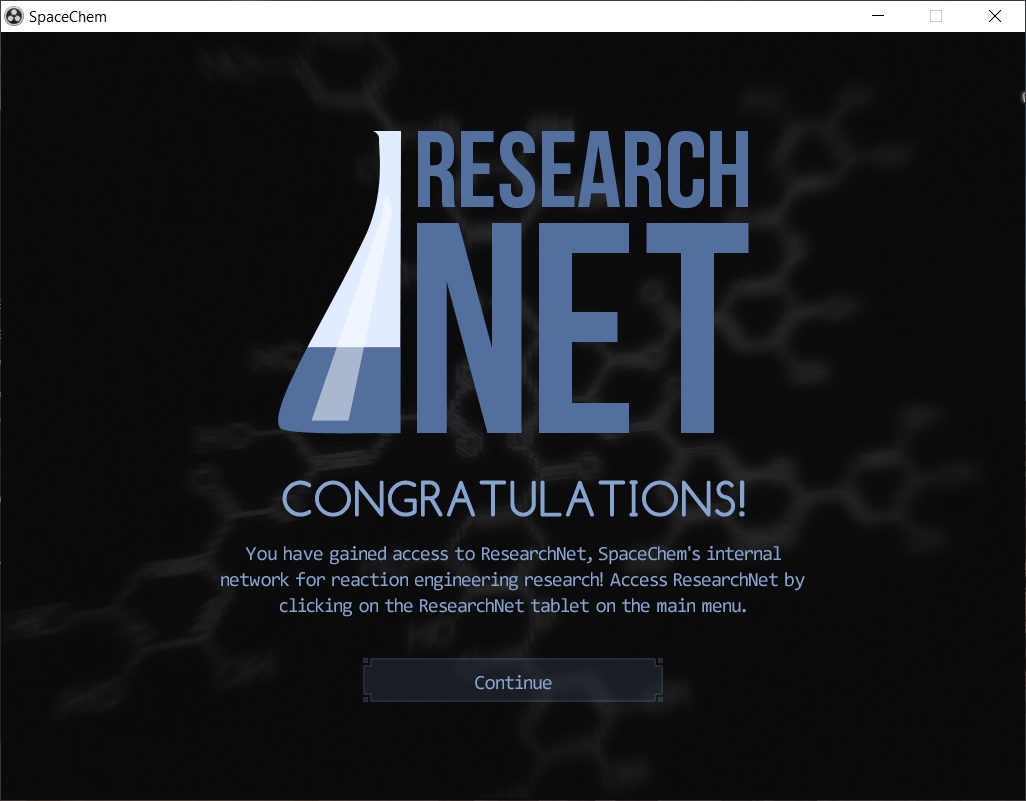 SpaceChem
RESEARCH
NET
CONGRATULATIONS!
You have gained access to ResearchNet, SpaceChem's internal
network for reaction engineering research! Access ResearchNet by
clicking on the ResearchNet tablet on the main menu.
Continue